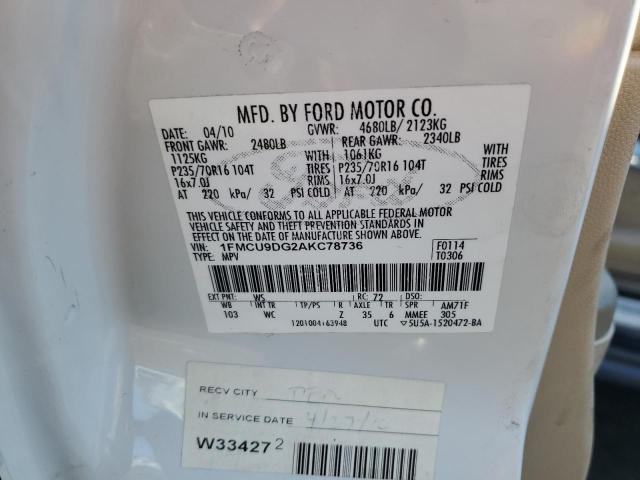 MFD. BY FORD MOTOR CO.
DATE: 04/10 GVWR: 4680LB/ 2123KG
FRONT GAWR: 2480LB REAR GAWR: 2340LB
1125KG WITH 1061KG WITH
P235/70R16 104T TIRES P235/70R16 104T TIRES
16x7.0J RIMS 16x7.0J RIMS
AT 220 kPa/ 32 PSI COLD AT 220 kPa/ 32 PSI COLD
THIS VEHICLE CONFORMS TO ALL APPLICABLE FEDERAL MOTOR
VEHICLE SAFETY AND THEFT PREVENTION STANDARDS IN EFFECT
ON THE DATE OF MANUFACTURE SHOWN ABOVE.
VIN: 1FMCU9DG2AKC78736 F0114
TYPE: MPV T0306
EXT PNT: WS RC: 72 DSO:
WB INT TR TP/PS R AXLE TR SPR AM71F
103 WC Z 35 6 MMEE 305
UTC 5U5A-1520472-BA
RECV CITY
IN SERVICE DATE
W33427 2